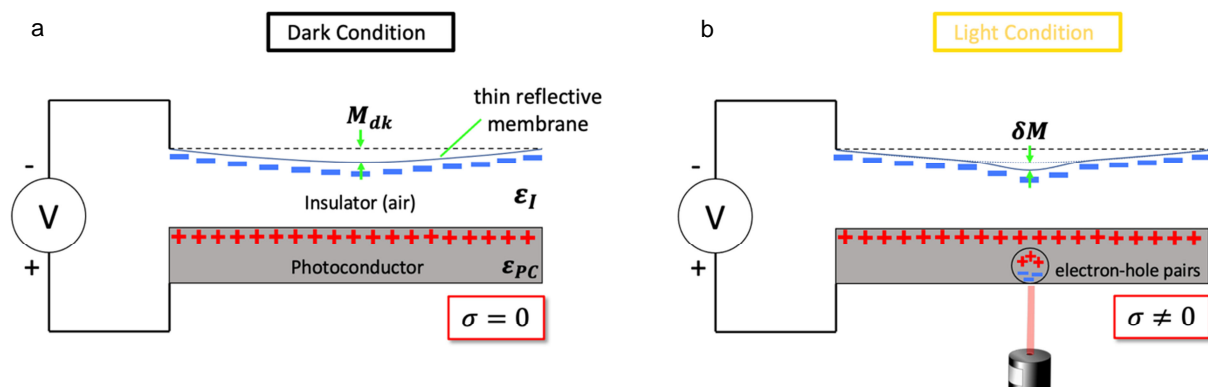 a
Dark Condition
thin reflective
membrane
M_dk
-
V
+
Insulator (air)
ε_I
+ + + + + + + + + + + + + + + + +
Photoconductor
ε_PC
σ = 0
b
Light Condition
δM
-
V
+
ε_I
+ + + + + + + + + + + + + + + + +
+ + +
electron-hole pairs
σ ≠ 0